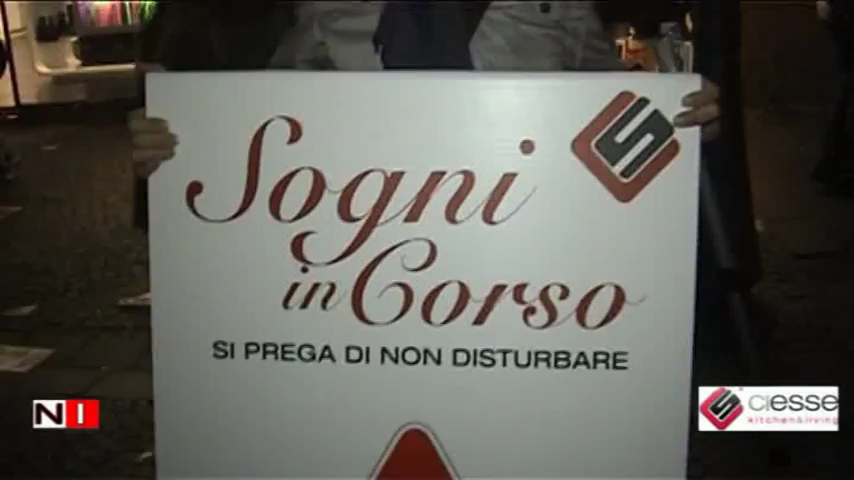 Sogni
in Corso
SI PREGA DI NON DISTURBARE
NI
CIESSE
kitchen&living